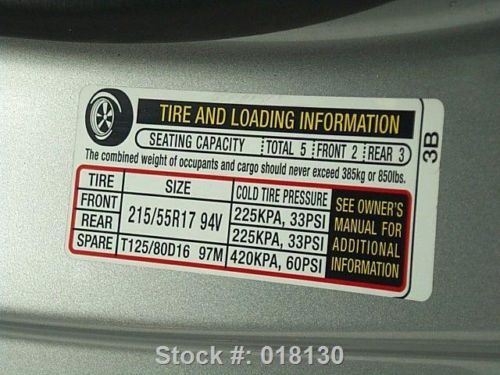 TIRE AND LOADING INFORMATION
SEATING CAPACITY TOTAL 5 FRONT 2 REAR 3
The combined weight of occupants and cargo should never exceed 385kg or 850lbs.
3B
TIRE SIZE COLD TIRE PRESSURE
FRONT 215/55R17 94V 225KPA, 33PSI
REAR 225KPA, 33PSI
SPARE T125/80D16 97M 420KPA, 60PSI
SEE OWNER'S
MANUAL FOR
ADDITIONAL
INFORMATION
Stock #: 018130